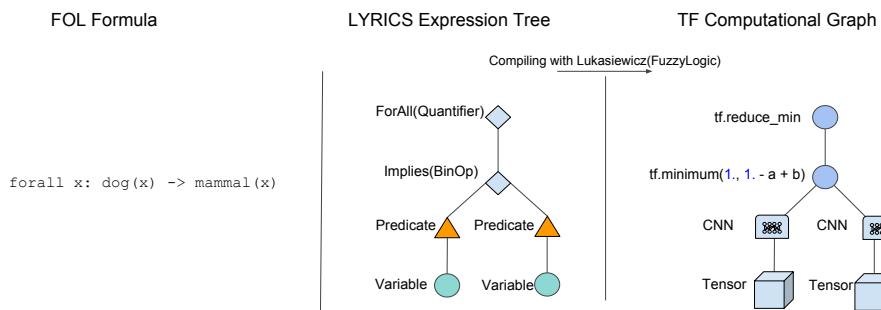 FOL Formula
LYRICS Expression Tree
TF Computational Graph
Compiling with Lukasiewicz(FuzzyLogic)
forall x: dog(x) -> mammal(x)
ForAll(Quantifier)
Implies(BinOp)
Predicate
Predicate
Variable
Variable
tf.reduce_min
tf.minimum(1., 1. - a + b)
CNN
CNN
Tensor
Tensor